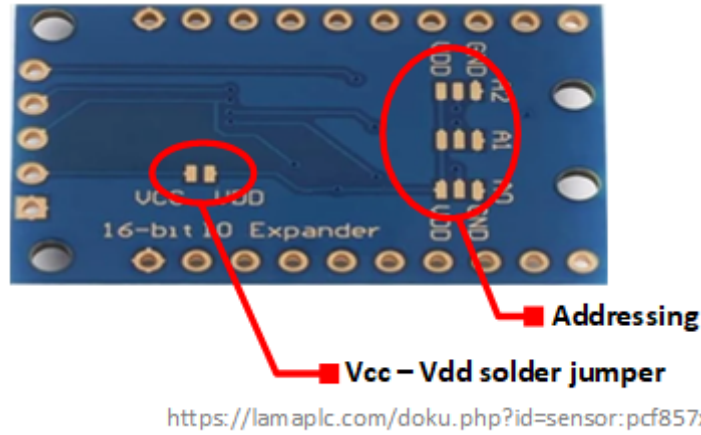 VDD GND
A2
A1
A0
VCC VDD
VDD GND
16-bit IO Expander
Addressing
Vcc – Vdd solder jumper
https://lamaplc.com/doku.php?id=sensor:pcf857